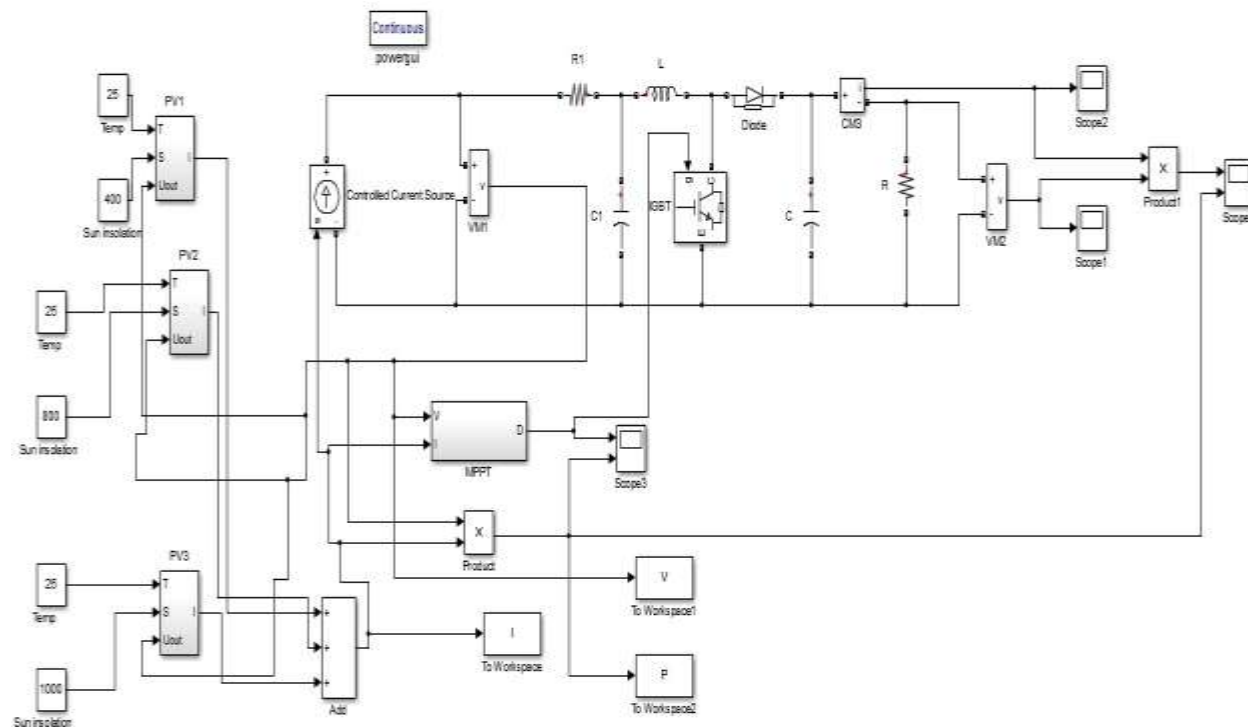 Continuous
powergui
R1
L
Diode
CM3
i
Scope2
25
Temp
PV1
T
S
I
Uout
400
Sun insolation
Controlled Current Source
VM1
v
C1
IGBT
g
C
E
C
R
VM2
v
Product1
X
Scope
Scope1
PV2
25
Temp
T
S
I
Uout
800
Sun insolation
V
I
D
MPPT
Scope3
X
Product
PV3
25
Temp
T
S
I
Uout
1000
Sun insolation
Add
I
To Workspace
V
To Workspace1
P
To Workspace2